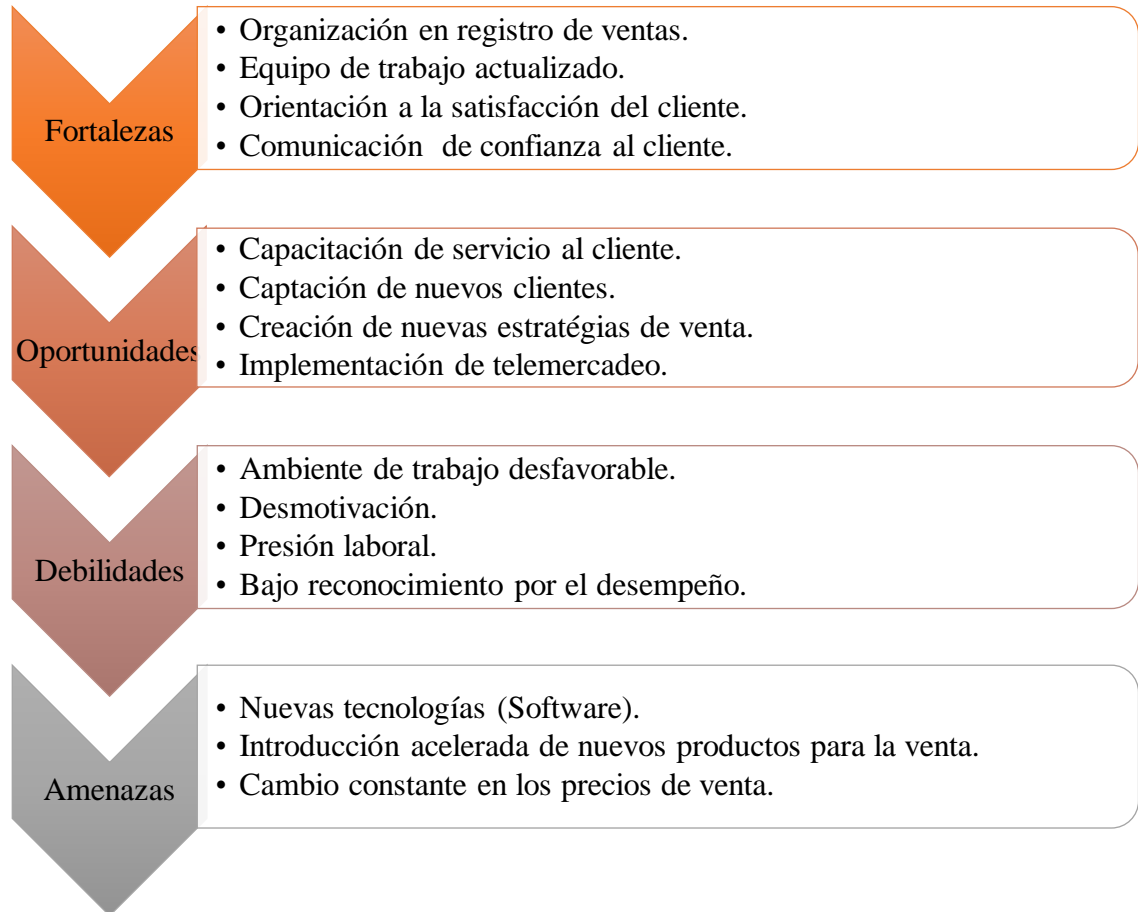 Fortalezas
• Organización en registro de ventas.
• Equipo de trabajo actualizado.
• Orientación a la satisfacción del cliente.
• Comunicación  de confianza al cliente.
Oportunidades
• Capacitación de servicio al cliente.
• Captación de nuevos clientes.
• Creación de nuevas estratégias de venta.
• Implementación de telemercadeo.
Debilidades
• Ambiente de trabajo desfavorable.
• Desmotivación.
• Presión laboral.
• Bajo reconocimiento por el desempeño.
Amenazas
• Nuevas tecnologías (Software).
• Introducción acelerada de nuevos productos para la venta.
• Cambio constante en los precios de venta.